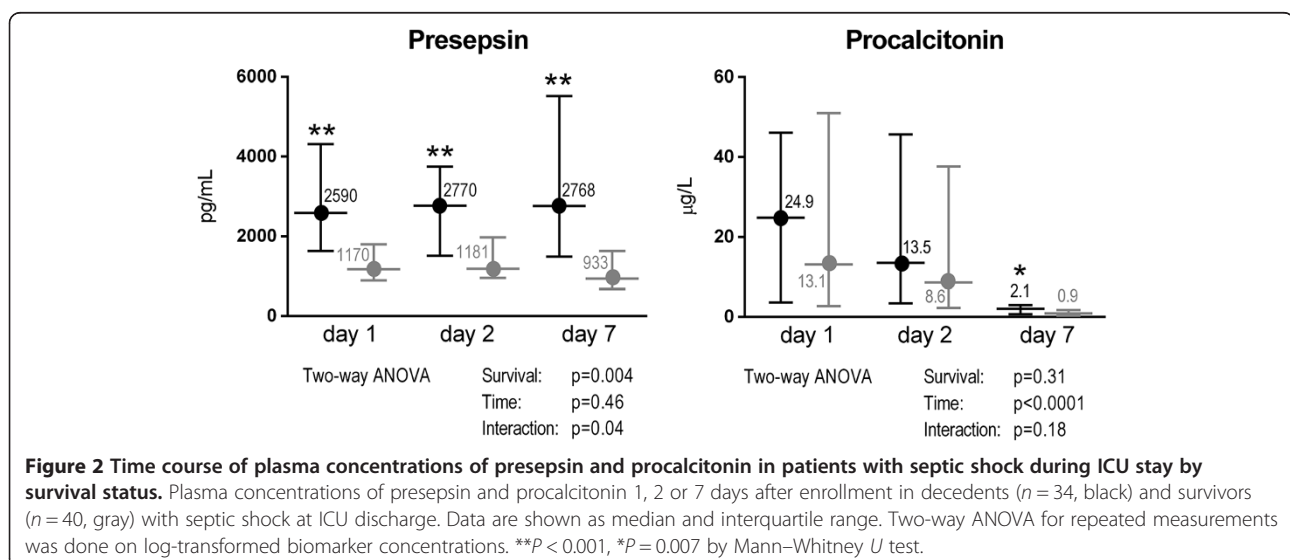 Presepsin
Procalcitonin
6000
4000
2000
0
pg/mL
**
**
**
2590
2770
2768
1170
1181
933
day 1
day 2
day 7
60
40
20
0
µg/L
24.9
13.1
13.5
8.6
*
2.1
0.9
day 1
day 2
day 7
Two-way ANOVA
Survival: p=0.004
Time: p=0.46
Interaction: p=0.04
Two-way ANOVA
Survival: p=0.31
Time: p<0.0001
Interaction: p=0.18
Figure 2 Time course of plasma concentrations of presepsin and procalcitonin in patients with septic shock during ICU stay by
survival status. Plasma concentrations of presepsin and procalcitonin 1, 2 or 7 days after enrollment in decedents (n = 34, black) and survivors
(n = 40, gray) with septic shock at ICU discharge. Data are shown as median and interquartile range. Two-way ANOVA for repeated measurements
was done on log-transformed biomarker concentrations. **P < 0.001, *P = 0.007 by Mann–Whitney U test.